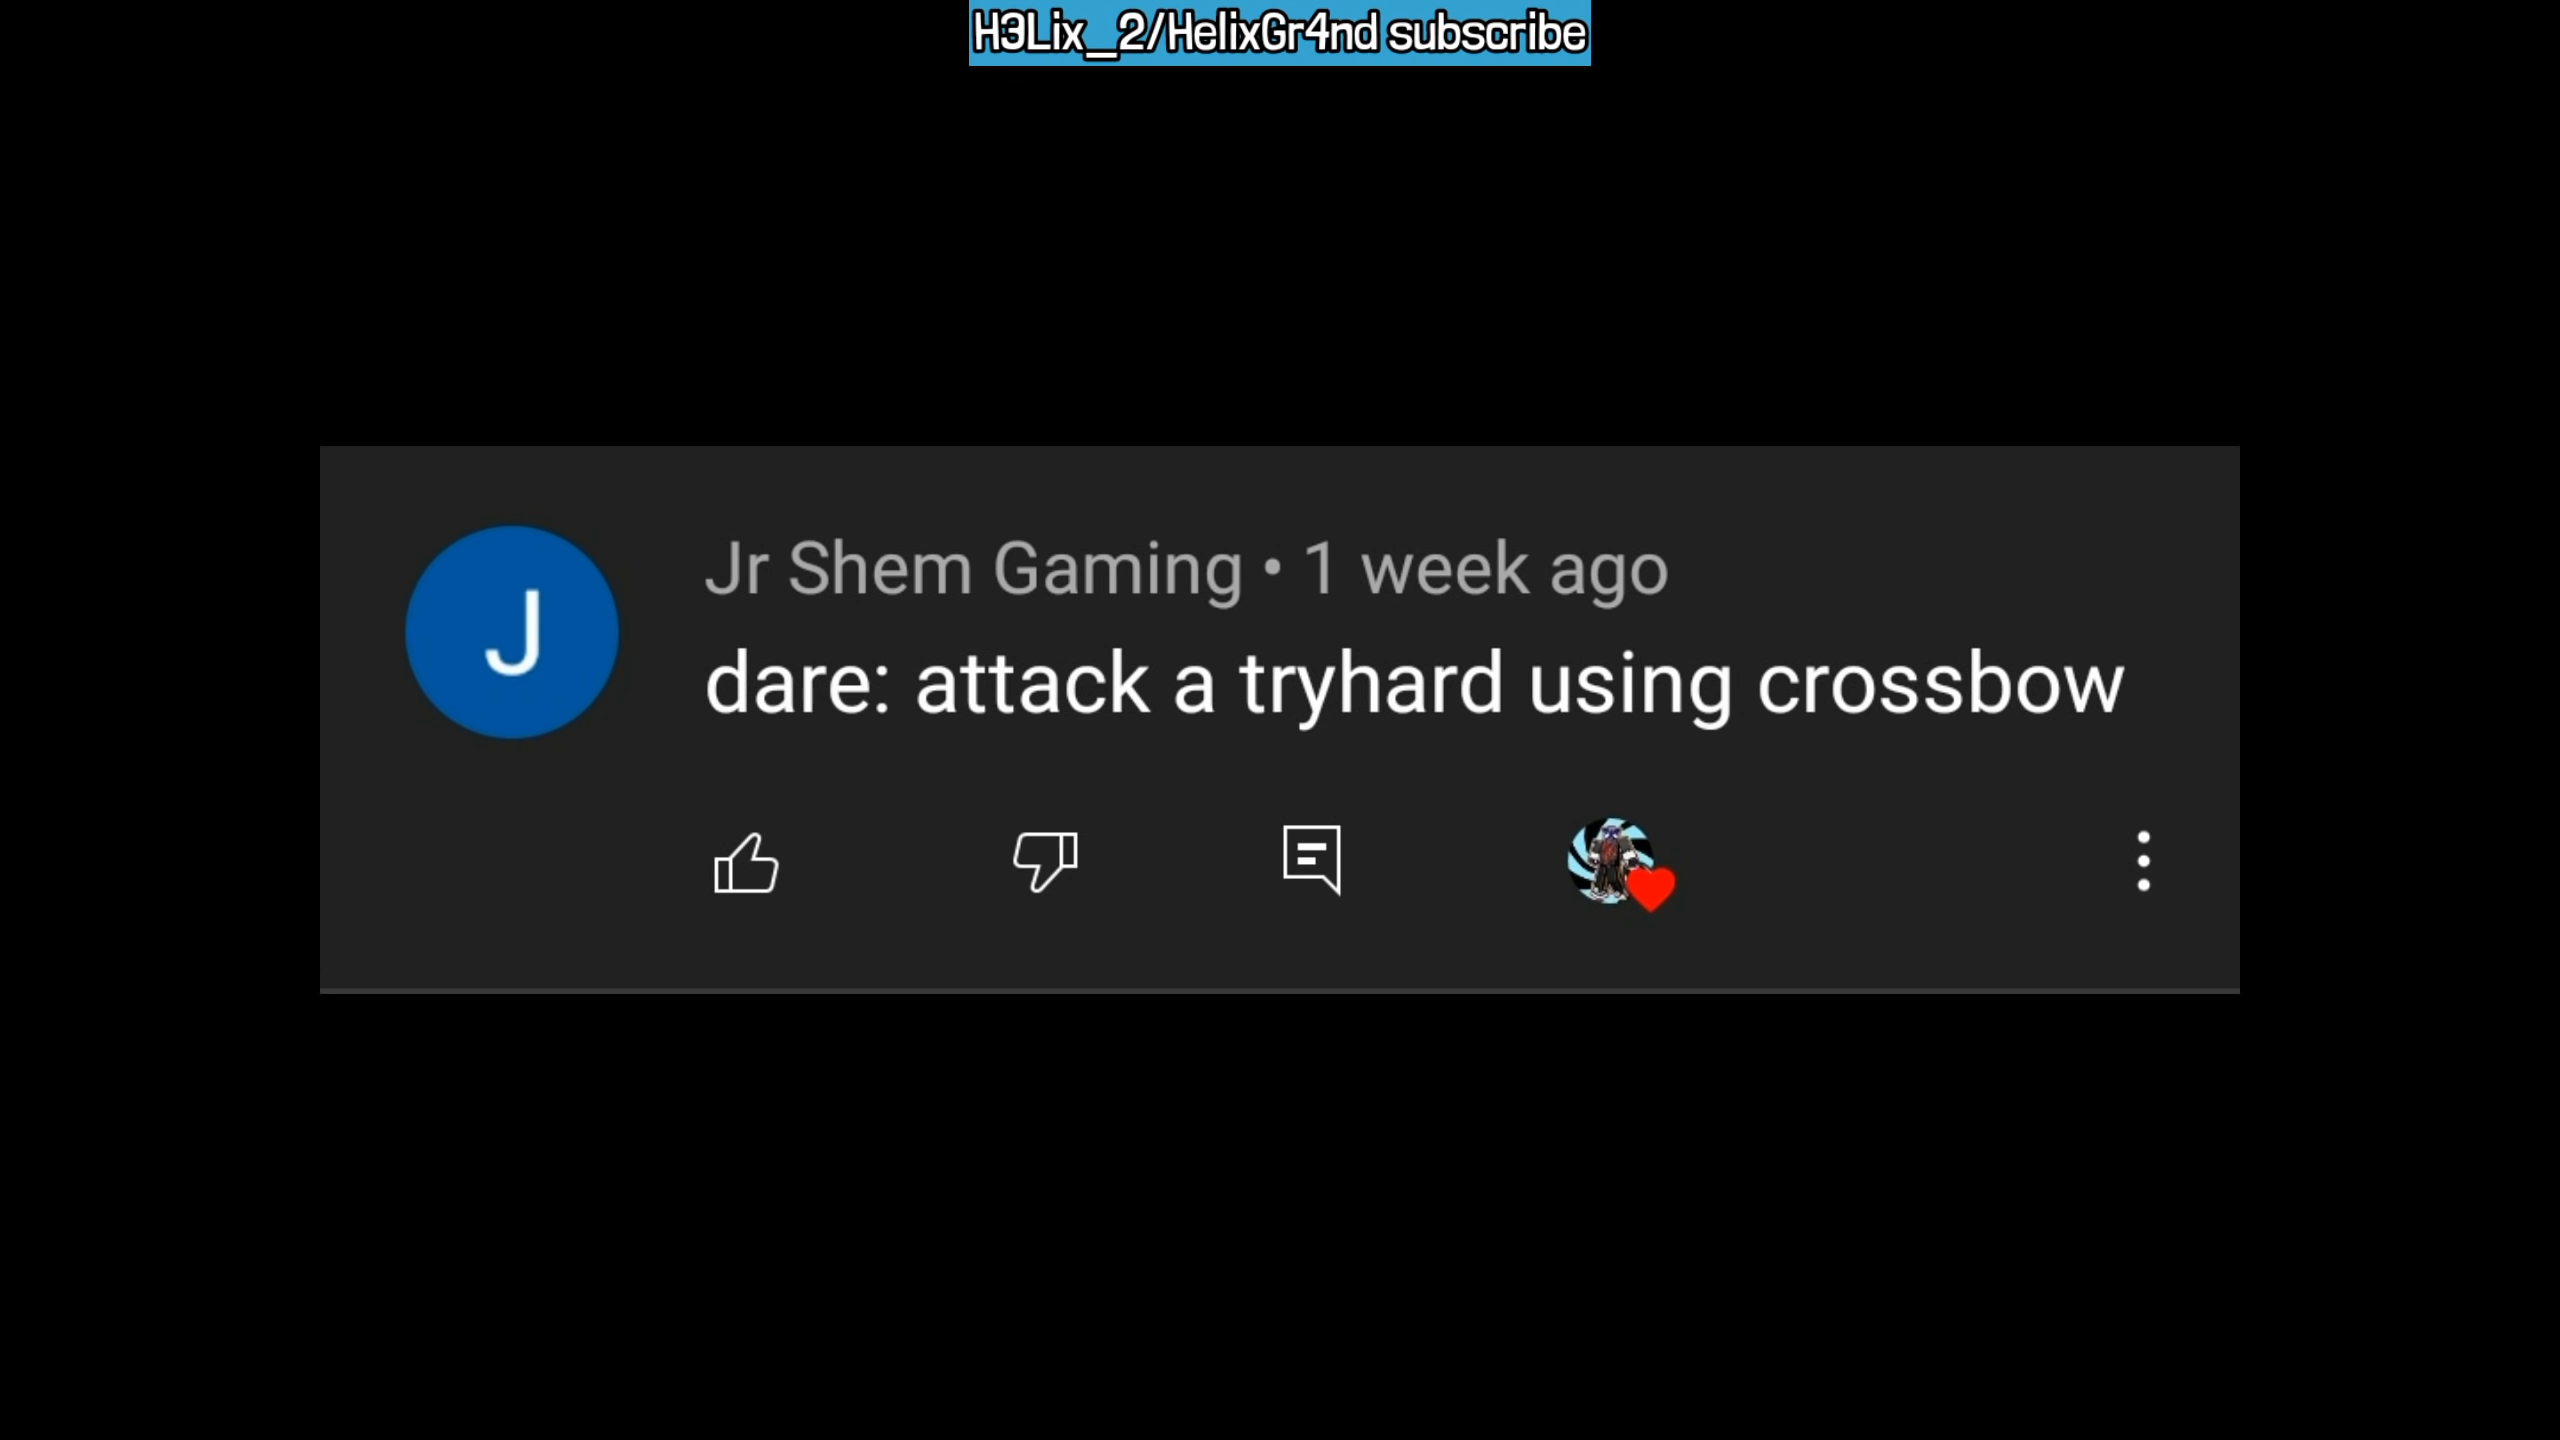 H3Lix_2/HelixGr4nd subscribe
J
Jr Shem Gaming • 1 week ago
dare: attack a tryhard using crossbow